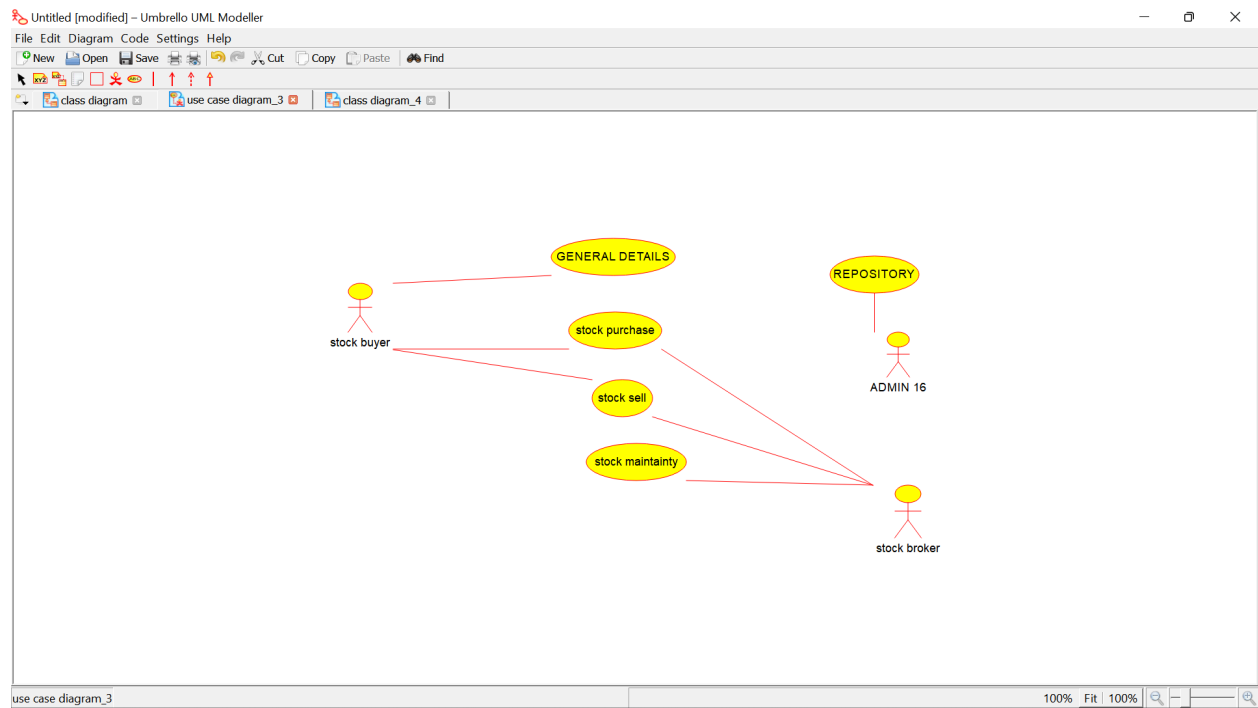 Untitled [modified] – Umbrello UML Modeller
File Edit Diagram Code Settings Help
New Open Save Cut Copy Paste Find
XYZ ABC
class diagram use case diagram_3 class diagram_4
GENERAL DETAILS
REPOSITORY
stock purchase
stock buyer
ADMIN 16
stock sell
stock maintainty
stock broker
use case diagram_3 100% Fit 100%